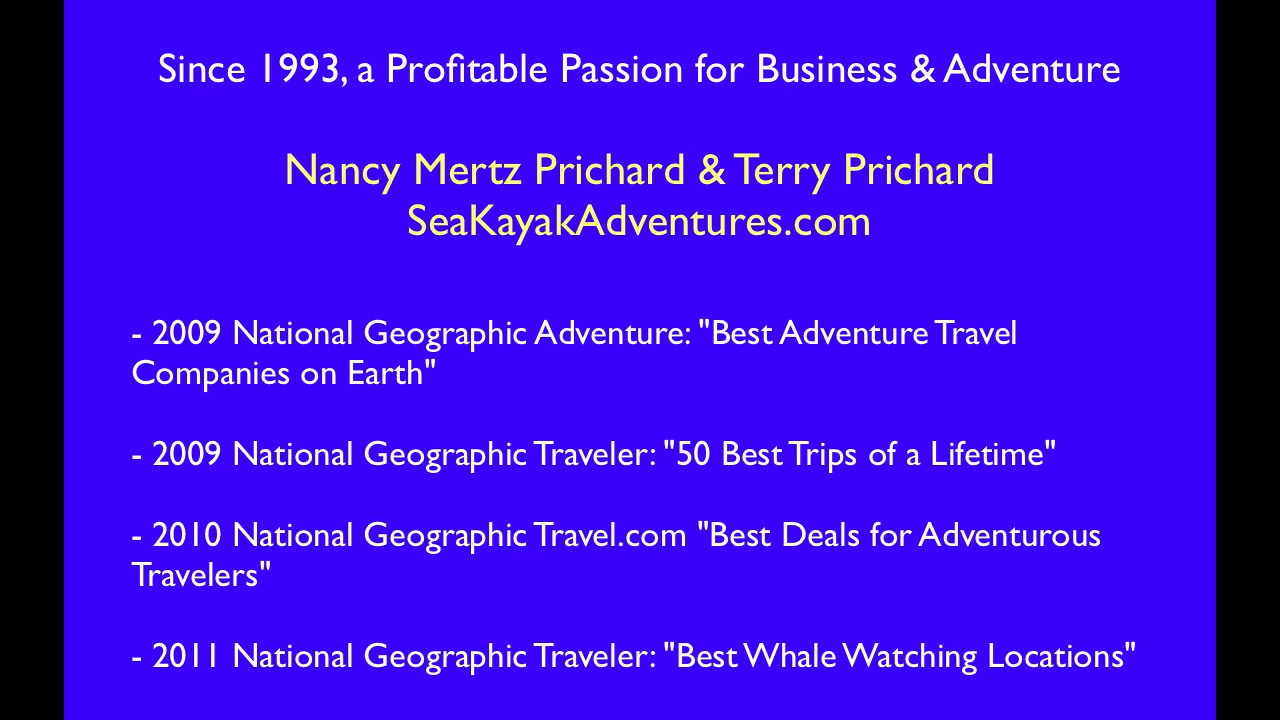 Since 1993, a Profitable Passion for Business & Adventure
Nancy Mertz Prichard & Terry Prichard
SeaKayakAdventures.com
- 2009 National Geographic Adventure: "Best Adventure Travel
Companies on Earth"
- 2009 National Geographic Traveler: "50 Best Trips of a Lifetime"
- 2010 National Geographic Travel.com "Best Deals for Adventurous
Travelers"
- 2011 National Geographic Traveler: "Best Whale Watching Locations"